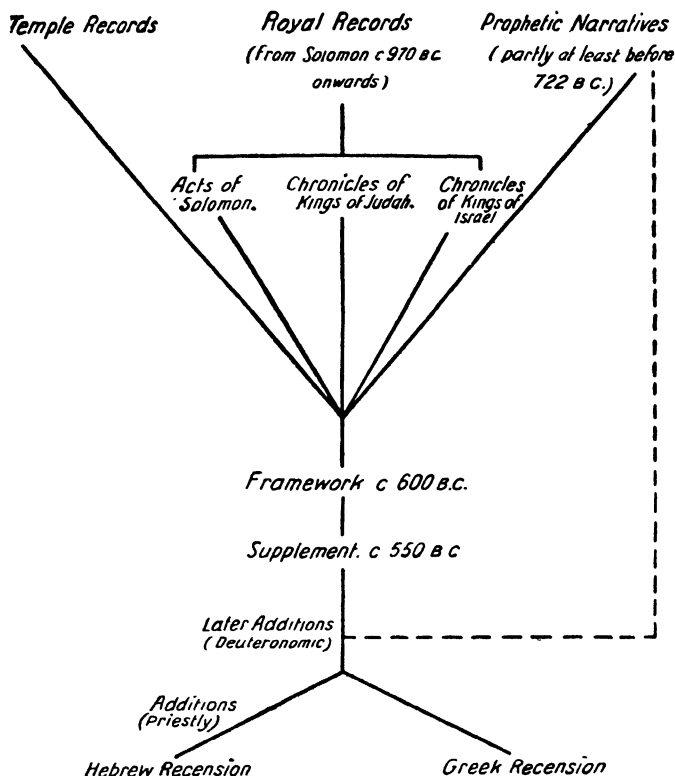 Temple Records
Royal Records
(From Solomon c 970 B.C.
onwards)
Prophetic Narratives
(partly at least before
722 B C.)
Acts of
Solomon.
Chronicles of
Kings of Judah.
Chronicles
of Kings of
Israel
Framework c 600 B.C.
Supplement. c 550 B C
Later Additions
(Deuteronomic)
Additions
(Priestly)
Hebrew Recension
Greek Recension